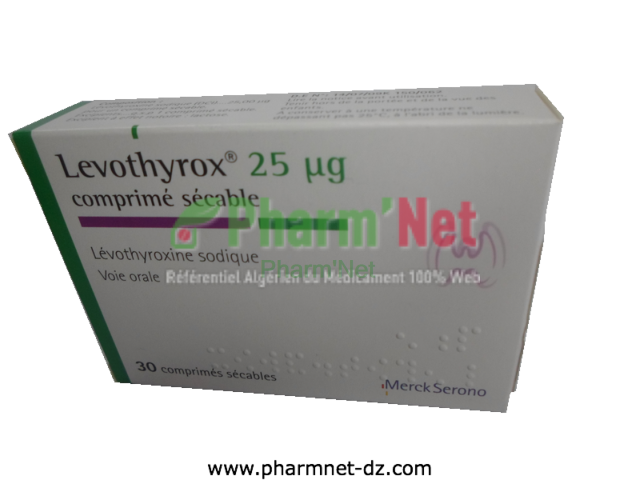 Levothyrox® 25 µg
comprimé sécable
Pharm'Net
Lévothyroxine sodique
Pharm'Net
Voie orale
Référentiel Algérien du Médicament 100% Web
30 comprimés sécables
Merck Serono
www.pharmnet-dz.com